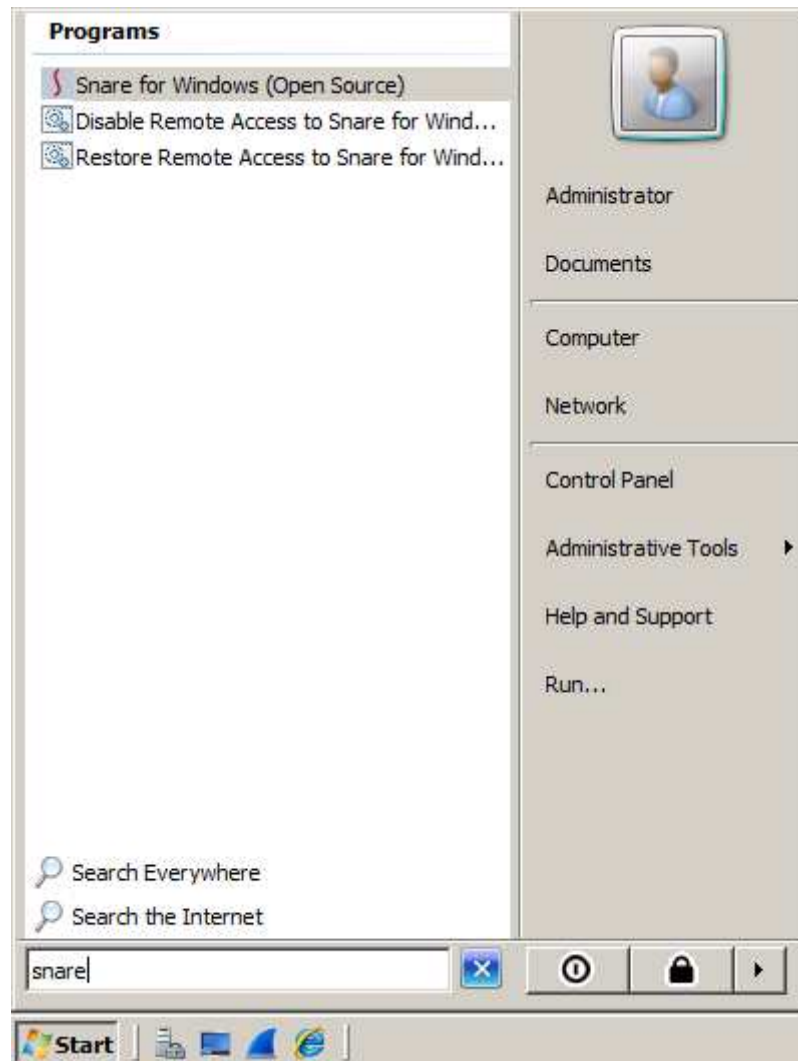 Programs
Snare for Windows (Open Source)
Disable Remote Access to Snare for Wind...
Restore Remote Access to Snare for Wind...
Search Everywhere
Search the Internet
snare
Administrator
Documents
Computer
Network
Control Panel
Administrative Tools
Help and Support
Run...
Start